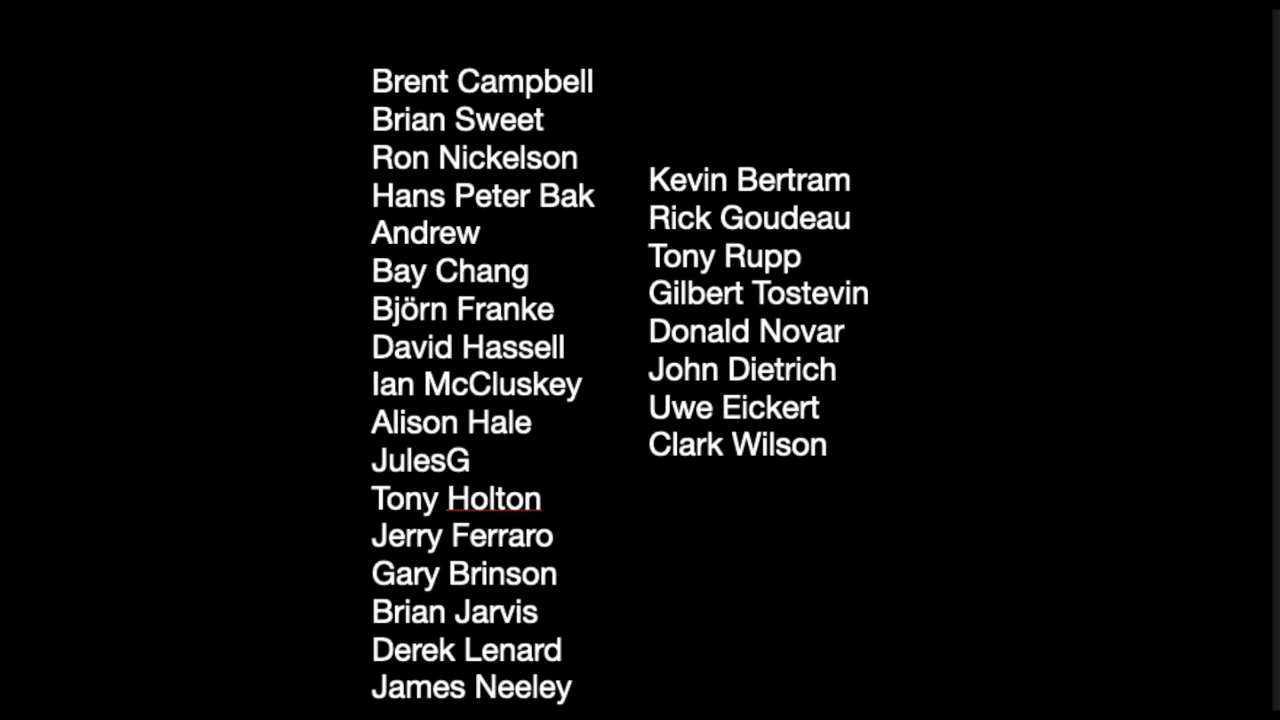 Brent Campbell
Brian Sweet
Ron Nickelson
Hans Peter Bak
Andrew
Bay Chang
Björn Franke
David Hassell
Ian McCluskey
Alison Hale
JulesG
Tony Holton
Jerry Ferraro
Gary Brinson
Brian Jarvis
Derek Lenard
James Neeley
Kevin Bertram
Rick Goudeau
Tony Rupp
Gilbert Tostevin
Donald Novar
John Dietrich
Uwe Eickert
Clark Wilson